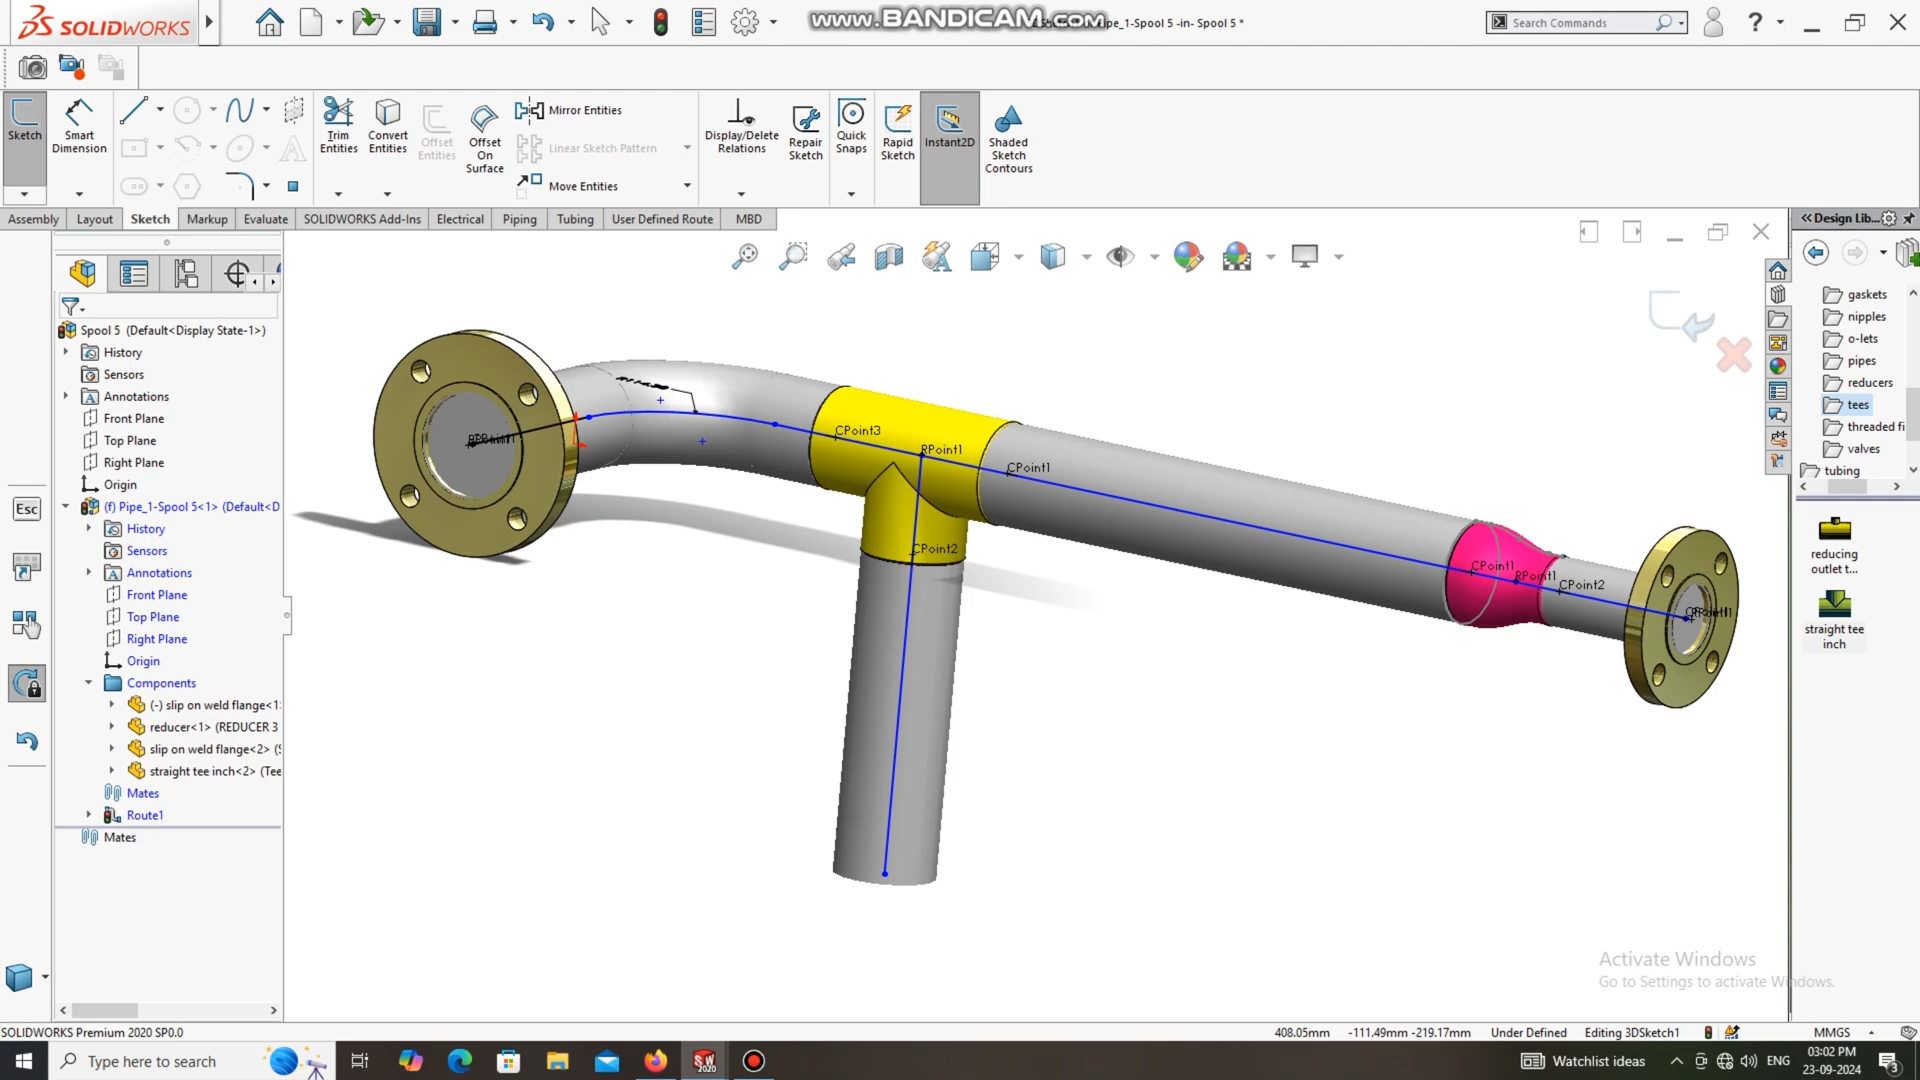 SOLIDWORKS
www.BANDICAM.com
pe_1-Spool 5 -in- Spool 5 *
Search Commands
Sketch
Smart Dimension
Trim Entities
Convert Entities
Offset Entities
Offset On Surface
Mirror Entities
Linear Sketch Pattern
Move Entities
Display/Delete Relations
Repair Sketch
Quick Snaps
Rapid Sketch
Instant2D
Shaded Sketch Contours
Assembly
Layout
Sketch
Markup
Evaluate
SOLIDWORKS Add-Ins
Electrical
Piping
Tubing
User Defined Route
MBD
Design Lib...
Spool 5 (Default<Display State-1>)
History
Sensors
Annotations
Front Plane
Top Plane
Right Plane
Origin
(f) Pipe_1-Spool 5<1> (Default<D
History
Sensors
Annotations
Front Plane
Top Plane
Right Plane
Origin
Components
(-) slip on weld flange<1
reducer<1> (REDUCER 3
slip on weld flange<2> (
straight tee inch<2> (Tee
Mates
Route1
Mates
Esc
CPoint3
RPoint1
CPoint1
CPoint2
CPoint1
RPoint1
CPoint2
gaskets
nipples
o-lets
pipes
reducers
tees
threaded fi
valves
tubing
reducing outlet t...
straight tee inch
Activate Windows
Go to Settings to activate Windows.
SOLIDWORKS Premium 2020 SP0.0
408.05mm
-111.49mm -219.17mm
Under Defined
Editing 3DSketch1
MMGS
Type here to search
SW
2020
Watchlist ideas
ENG
03:02 PM
23-09-2024
3